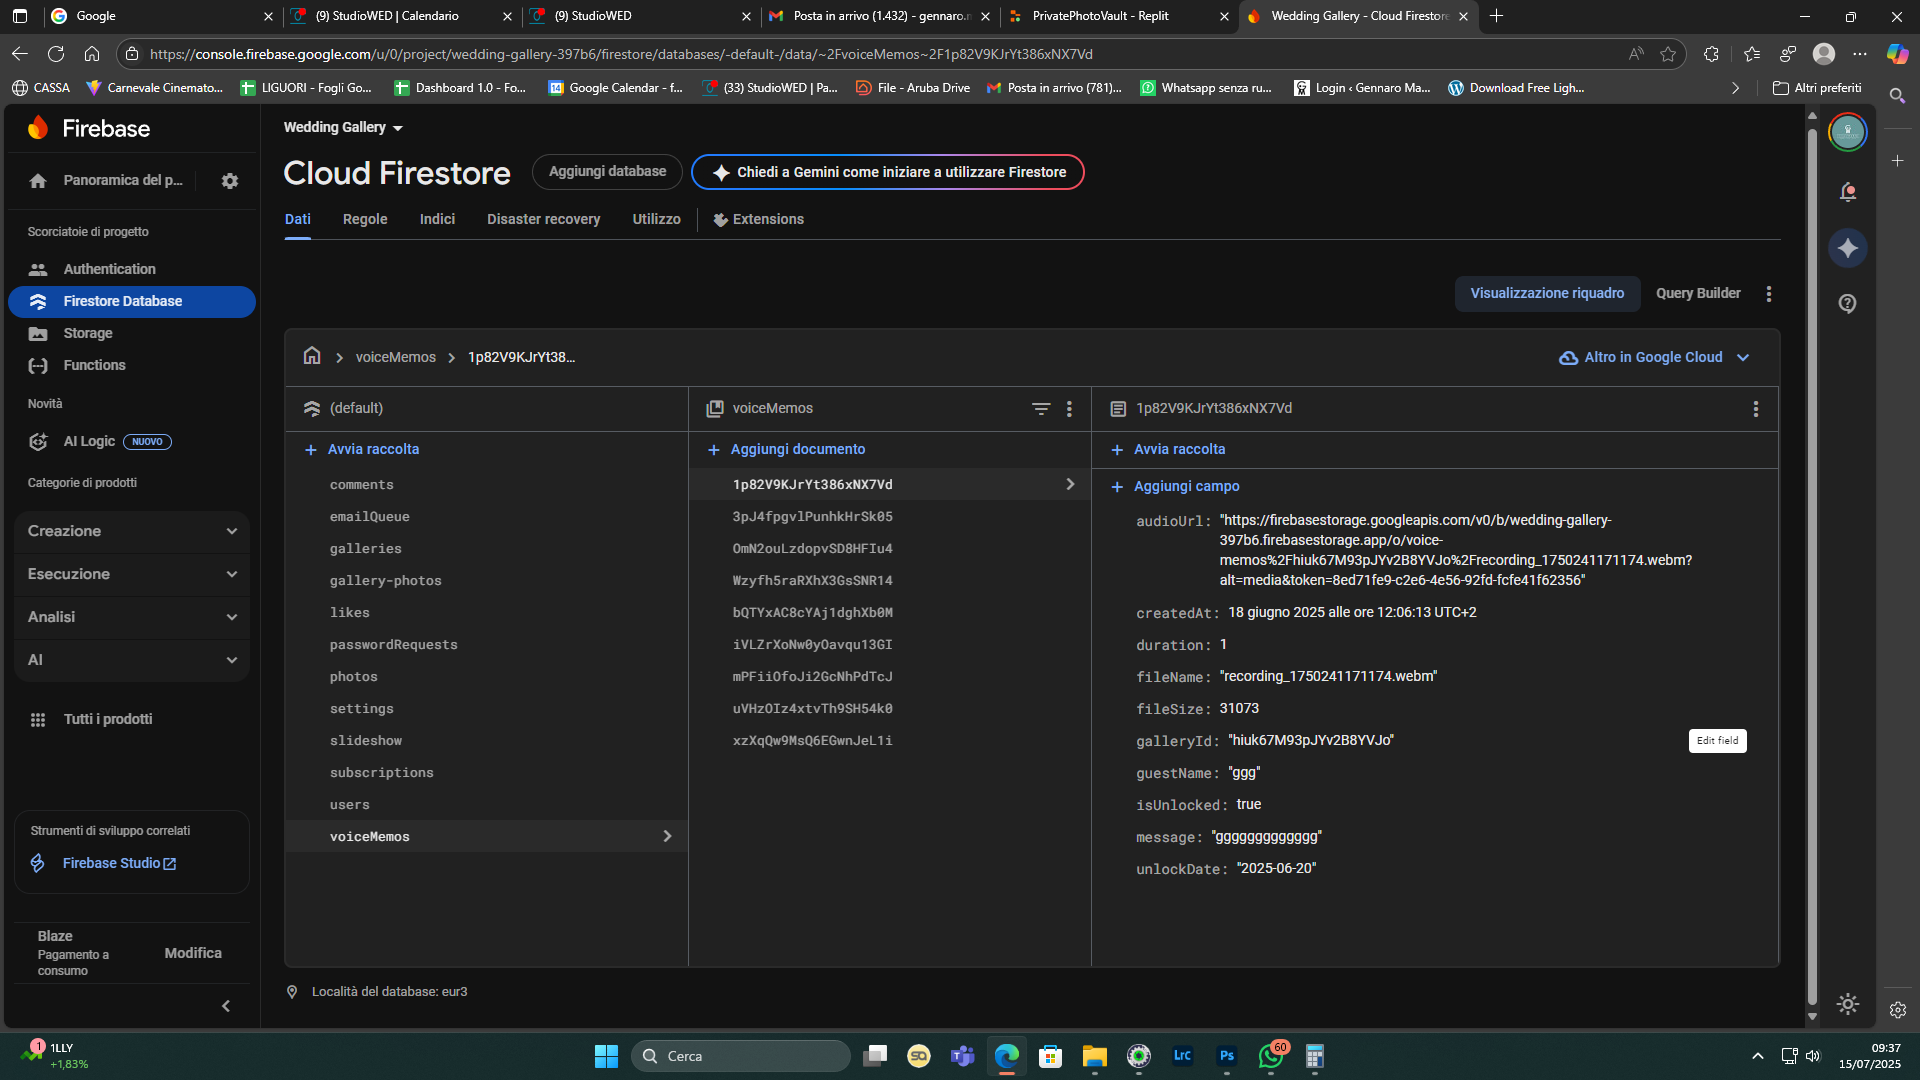 Google
(9) StudioWED | Calendario
(9) StudioWED
Posta in arrivo (1.432) - gennaro.n
PrivatePhotoVault - Replit
Wedding Gallery - Cloud Firestore
https://console.firebase.google.com/u/0/project/wedding-gallery-397b6/firestore/databases/-default-/data/~2FvoiceMemos~2F1p82V9KJrYt386xNX7Vd
CASSA
Carnevale Cinemato...
LIGUORI - Fogli Go...
Dashboard 1.0 - Fo...
Google Calendar - f...
(33) StudioWED | Pa...
File - Aruba Drive
Posta in arrivo (781)...
Whatsapp senza ru...
Login ‹ Gennaro Ma...
Download Free Ligh...
Altri preferiti
Firebase
Panoramica del p...
Scorciatoie di progetto
Authentication
Firestore Database
Storage
Functions
Novità
AI Logic
NUOVO
Categorie di prodotti
Creazione
Esecuzione
Analisi
AI
Tutti i prodotti
Strumenti di sviluppo correlati
Firebase Studio
Blaze
Pagamento a
consumo
Modifica
Wedding Gallery
Cloud Firestore
Aggiungi database
Chiedi a Gemini come iniziare a utilizzare Firestore
Dati
Regole
Indici
Disaster recovery
Utilizzo
Extensions
Visualizzazione riquadro
Query Builder
voiceMemos
1p82V9KJrYt38...
Altro in Google Cloud
(default)
Avvia raccolta
comments
emailQueue
galleries
gallery-photos
likes
passwordRequests
photos
settings
slideshow
subscriptions
users
voiceMemos
voiceMemos
Aggiungi documento
1p82V9KJrYt386xNX7Vd
3pJ4fpgvlPunhkHrSk05
OmN2ouLzdopvSD8HFIu4
Wzyfh5raRXhX3GsSNR14
bQTYxAC8cYAj1dghXb0M
iVLZrXoNw0yOavqu13GI
mPFiiOfoJi2GcNhPdTcJ
uVHzOIz4xtvTh9SH54k0
xzXqQw9MsQ6EGwnJeL1i
1p82V9KJrYt386xNX7Vd
Avvia raccolta
Aggiungi campo
audioUrl: "https://firebasestorage.googleapis.com/v0/b/wedding-gallery-
397b6.firebasestorage.app/o/voice-
memos%2Fhiuk67M93pJYv2B8YVJo%2Frecording_1750241171174.webm?
alt=media&token=8ed71fe9-c2e6-4e56-92fd-fcfe41f62356"
createdAt: 18 giugno 2025 alle ore 12:06:13 UTC+2
duration: 1
fileName: "recording_1750241171174.webm"
fileSize: 31073
galleryId: "hiuk67M93pJYv2B8YVJo"
Edit field
guestName: "ggg"
isUnlocked: true
message: "ggggggggggggg"
unlockDate: "2025-06-20"
Località del database: eur3
1
1LLY
+1,83%
Cerca
SQ
Lrc
Ps
60
09:37
15/07/2025